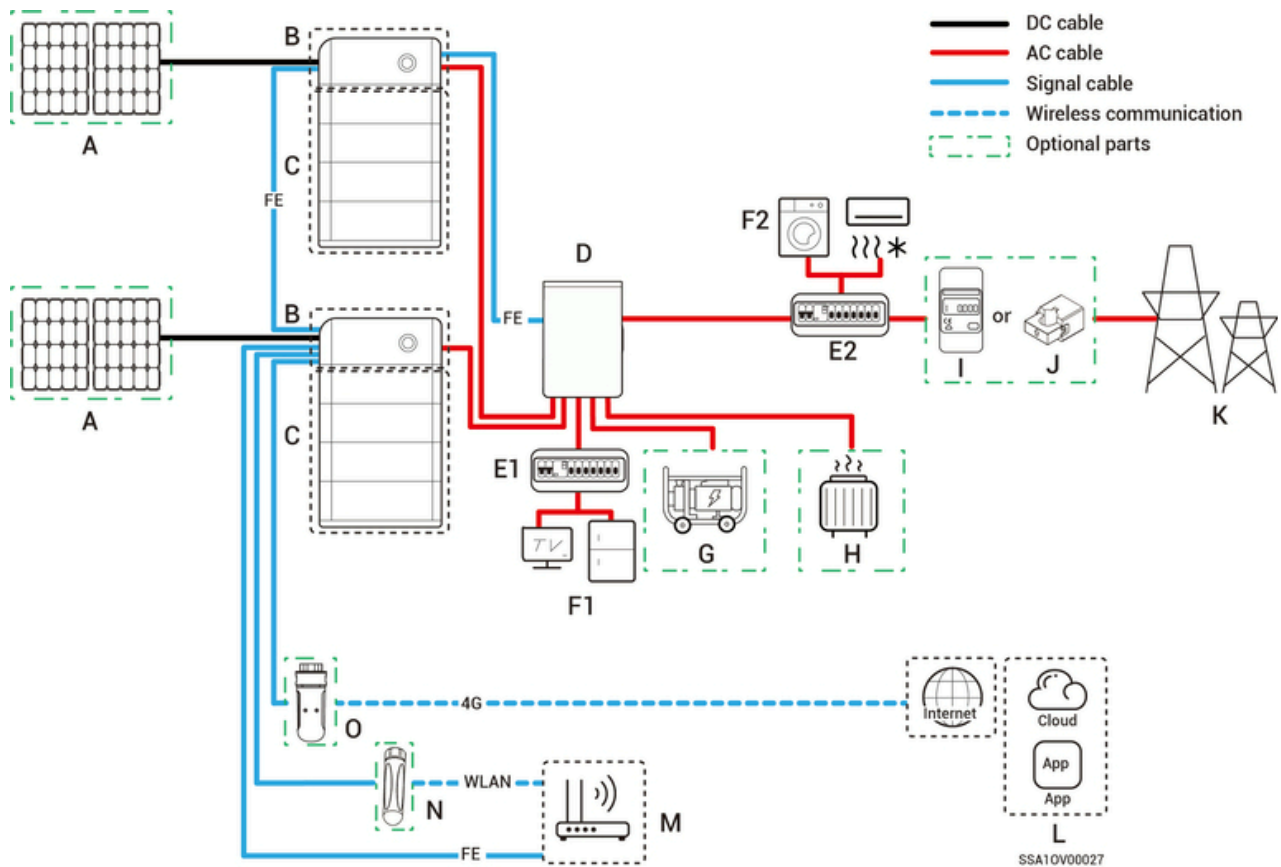 DC cable
AC cable
Signal cable
Wireless communication
Optional parts
A
B
C
FE
A
B
C
D
FE
E1
TV
F1
F2
E2
G
H
I
or
J
K
O
4G
Internet
Cloud
App
App
L
N
WLAN
M
FE
SSA1OV00027